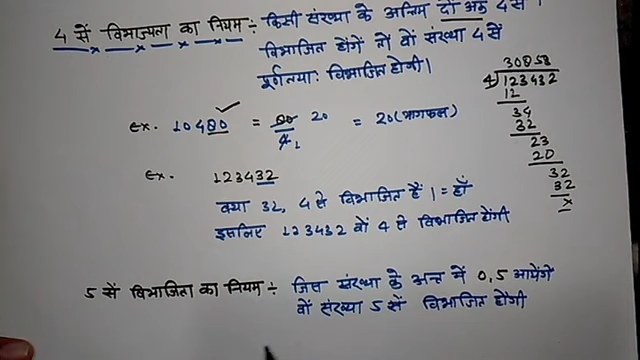 4 सें विभाज्यता का नियम ÷ किसी संख्या के अन्तिम दो अंक 4 सें
विभाजित होंगें तों वों संख्या 4 सें
पूर्णतयाः विभाजित होगी।
ex. 10480 = 80/4 20 1 = 20 (भागफल)
ex. 123432
क्या 32, 4 से विभाजित हैं। = हाँ
इसलिए 123432 वों 4 से विभाजित होंगी
30858
4) 123432
12
34
32
23
20
32
32
x
5 सें विभाजिता का नियम ÷ जिस संख्या के अन्त में 0, 5 आयेंगे
वों संख्या 5 सें विभाजित होंगी